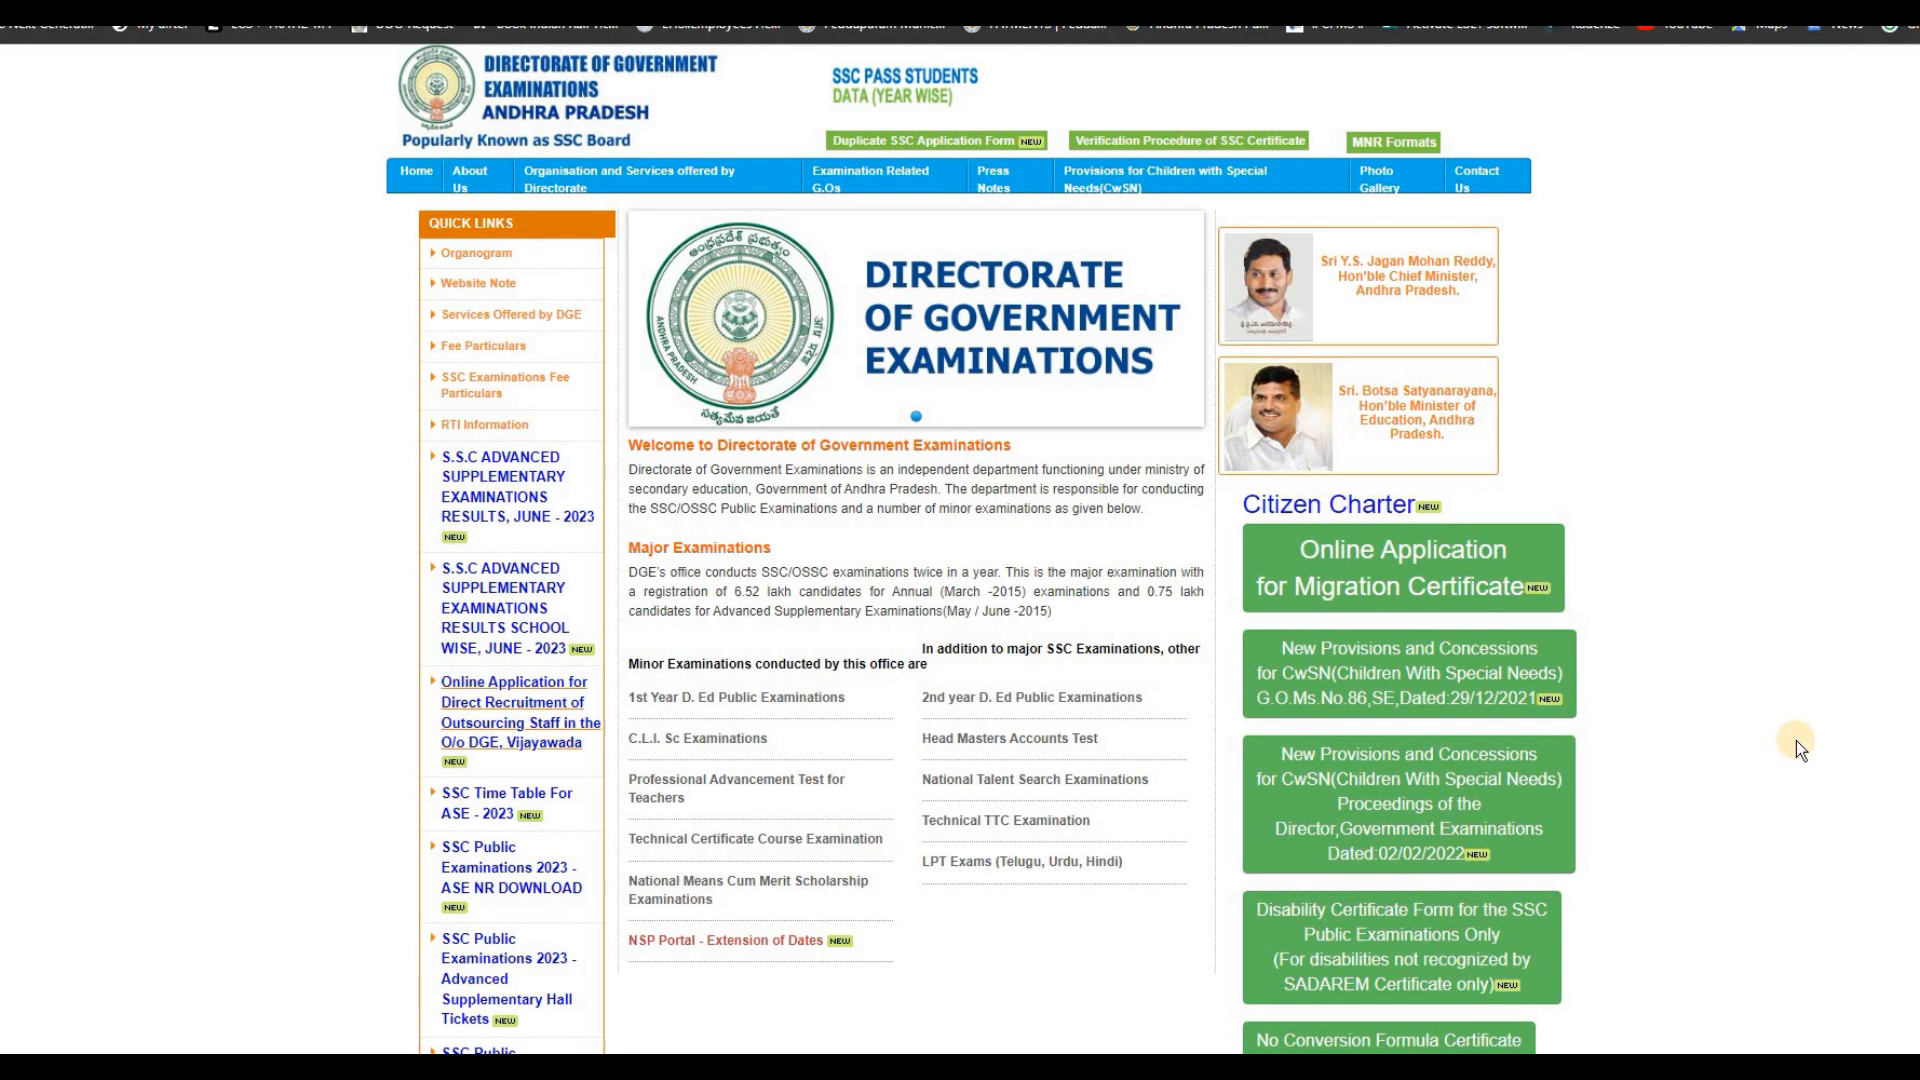 DIRECTORATE OF GOVERNMENT
EXAMINATIONS
ANDHRA PRADESH
Popularly Known as SSC Board
SSC PASS STUDENTS
DATA (YEAR WISE)
Duplicate SSC Application Form NEW
Verification Procedure of SSC Certificate
MNR Formats
Home
About
Us
Organisation and Services offered by
Directorate
Examination Related
G.Os
Press
Notes
Provisions for Children with Special
Needs(CwSN)
Photo
Gallery
Contact
Us
QUICK LINKS
Organogram
Website Note
Services Offered by DGE
Fee Particulars
SSC Examinations Fee
Particulars
RTI Information
S.S.C ADVANCED
SUPPLEMENTARY
EXAMINATIONS
RESULTS, JUNE - 2023
NEW
S.S.C ADVANCED
SUPPLEMENTARY
EXAMINATIONS
RESULTS SCHOOL
WISE, JUNE - 2023 NEW
Online Application for
Direct Recruitment of
Outsourcing Staff in the
O/o DGE, Vijayawada
NEW
SSC Time Table For
ASE - 2023 NEW
SSC Public
Examinations 2023 -
ASE NR DOWNLOAD
NEW
SSC Public
Examinations 2023 -
Advanced
Supplementary Hall
Tickets NEW
SSC Public
ఆంధ్రప్రదేశ్ ప్రభుత్వం
ANDHRA PRADESH
आंध्र प्रदेश
సత్యమేవ జయతే
DIRECTORATE
OF GOVERNMENT
EXAMINATIONS
Welcome to Directorate of Government Examinations
Directorate of Government Examinations is an independent department functioning under ministry of
secondary education, Government of Andhra Pradesh. The department is responsible for conducting
the SSC/OSSC Public Examinations and a number of minor examinations as given below.
Major Examinations
DGE's office conducts SSC/OSSC examinations twice in a year. This is the major examination with
a registration of 6.52 lakh candidates for Annual (March -2015) examinations and 0.75 lakh
candidates for Advanced Supplementary Examinations(May / June -2015)
In addition to major SSC Examinations, other
Minor Examinations conducted by this office are
1st Year D. Ed Public Examinations
2nd year D. Ed Public Examinations
C.L.I. Sc Examinations
Head Masters Accounts Test
Professional Advancement Test for
Teachers
National Talent Search Examinations
Technical TTC Examination
Technical Certificate Course Examination
LPT Exams (Telugu, Urdu, Hindi)
National Means Cum Merit Scholarship
Examinations
NSP Portal - Extension of Dates NEW
Sri Y.S. Jagan Mohan Reddy,
Hon'ble Chief Minister,
Andhra Pradesh.
Sri. Botsa Satyanarayana,
Hon'ble Minister of
Education, Andhra
Pradesh.
Citizen Charter NEW
Online Application
for Migration Certificate NEW
New Provisions and Concessions
for CwSN(Children With Special Needs)
G.O.Ms.No.86,SE,Dated:29/12/2021 NEW
New Provisions and Concessions
for CwSN(Children With Special Needs)
Proceedings of the
Director,Government Examinations
Dated:02/02/2022 NEW
Disability Certificate Form for the SSC
Public Examinations Only
(For disabilities not recognized by
SADAREM Certificate only) NEW
No Conversion Formula Certificate